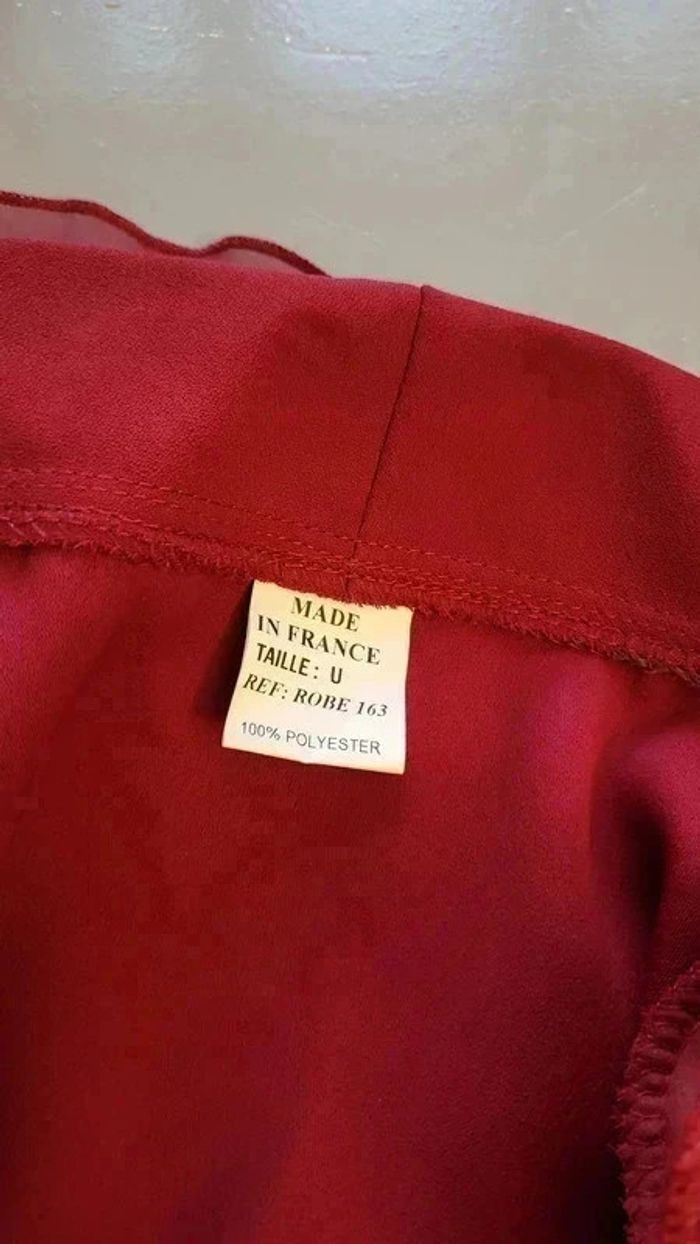 MADE
IN FRANCE
TAILLE: U
REF: ROBE 163
100% POLYESTER